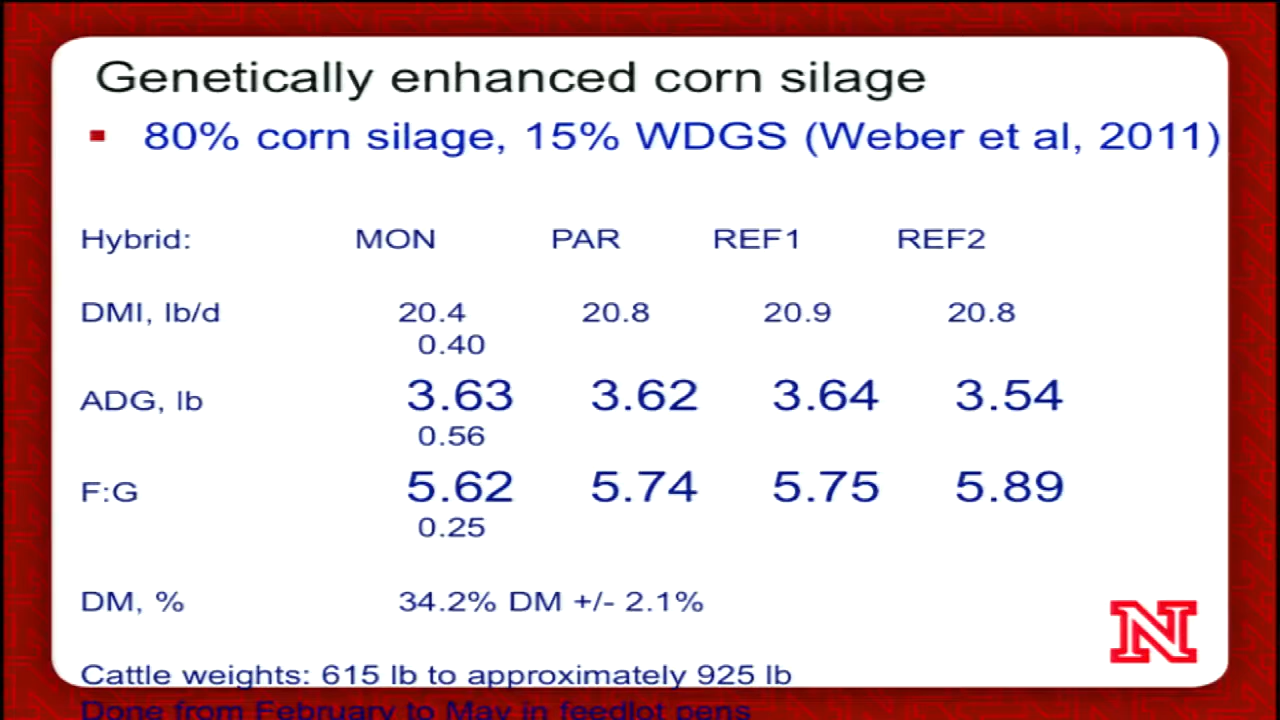 Genetically enhanced corn silage
80% corn silage, 15% WDGS (Weber et al, 2011)
Hybrid: MON PAR REF1 REF2
DMI, lb/d 20.4 20.8 20.9 20.8
0.40
ADG, lb 3.63 3.62 3.64 3.54
0.56
F:G 5.62 5.74 5.75 5.89
0.25
DM, % 34.2% DM +/- 2.1%
Cattle weights: 615 lb to approximately 925 lb
Done from February to May in feedlot pens
N